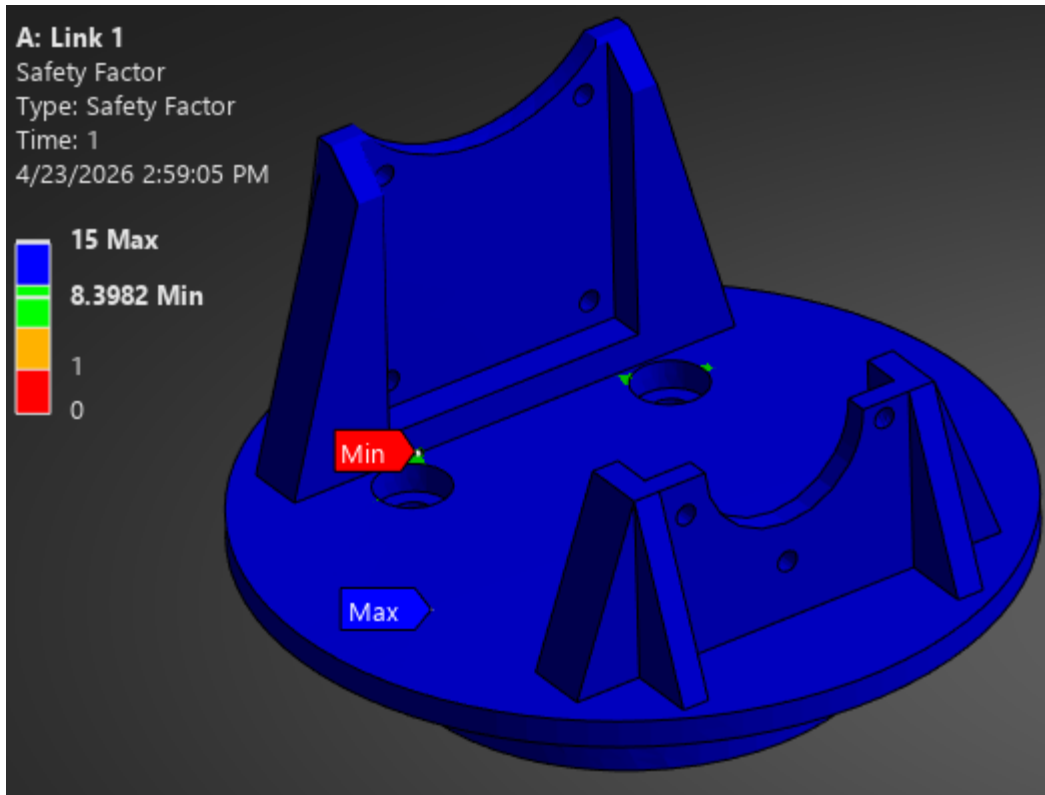 A: Link 1
Safety Factor
Type: Safety Factor
Time: 1
4/23/2026 2:59:05 PM
15 Max
8.3982 Min
1
0
Min
Max